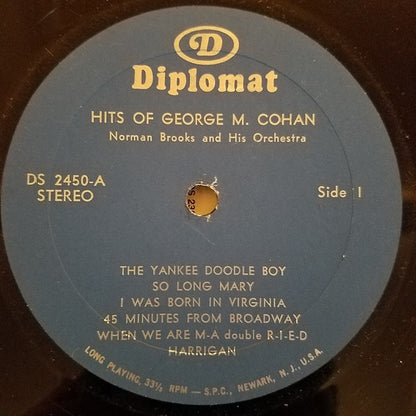 D
Diplomat
HITS OF GEORGE M. COHAN
Norman Brooks and His Orchestra
DS 2450-A
STEREO
Side 1
THE YANKEE DOODLE BOY
SO LONG MARY
I WAS BORN IN VIRGINIA
45 MINUTES FROM BROADWAY
WHEN WE ARE M-A double R-I-E-D
HARRIGAN
LONG PLAYING, 33⅓ RPM — S.P.C., NEWARK, N. J., U.S.A.